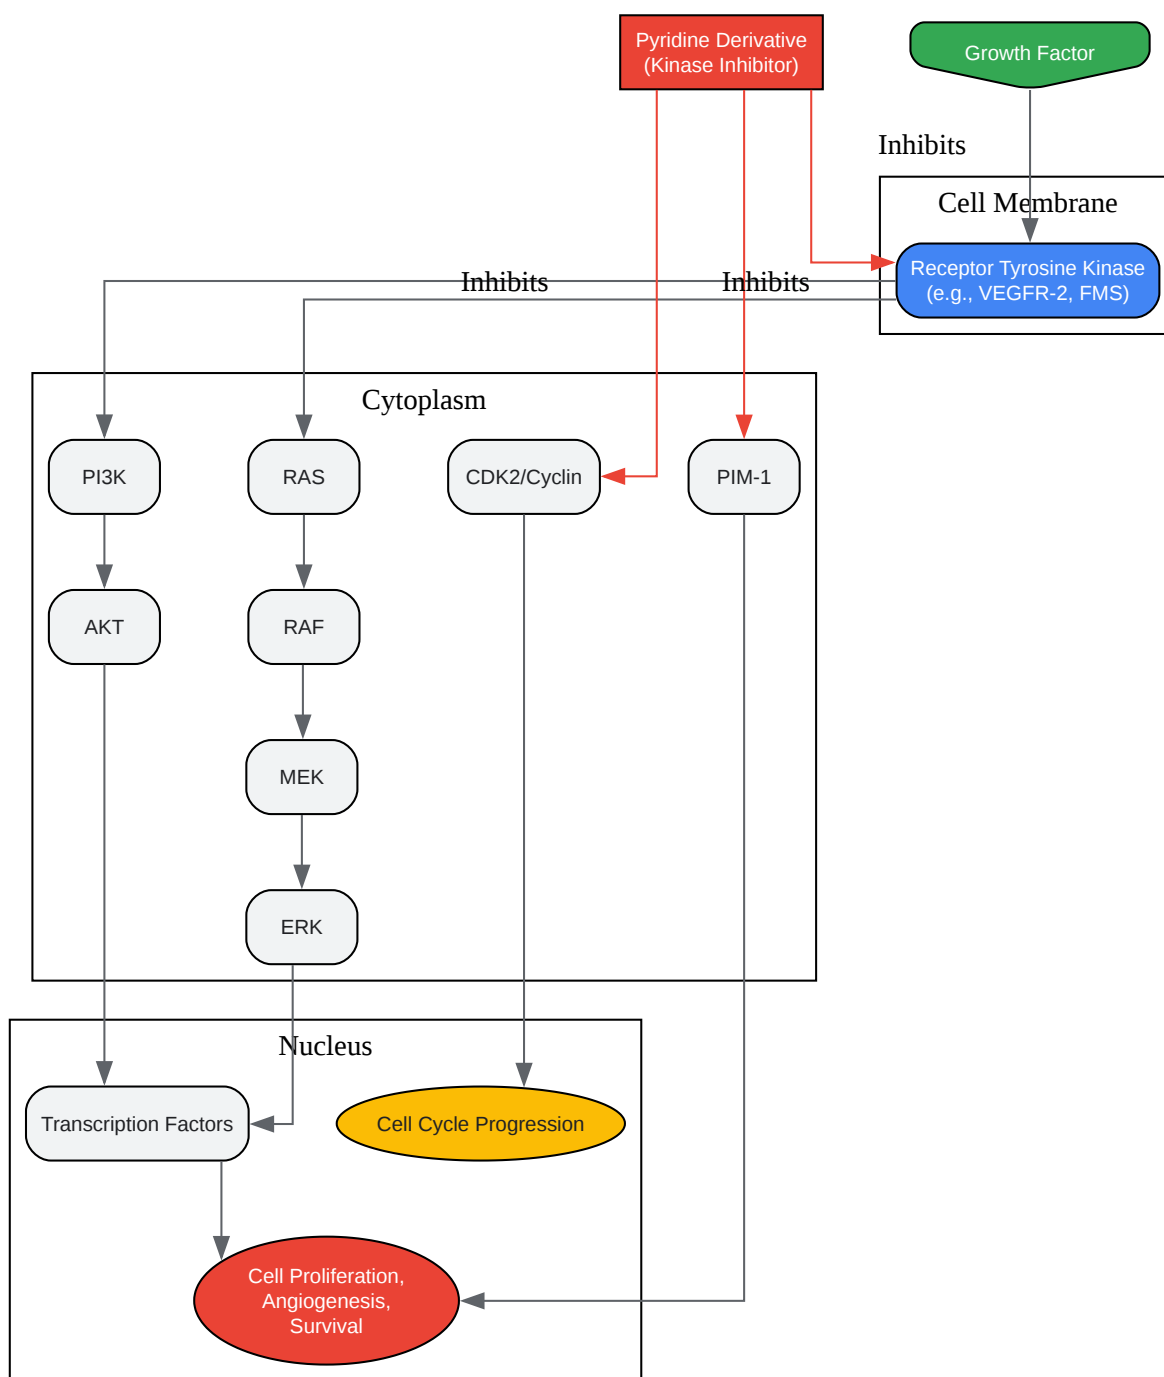 Pyridine Derivative
(Kinase Inhibitor)
Growth Factor
Inhibits
Cell Membrane
Receptor Tyrosine Kinase
(e.g., VEGFR-2, FMS)
Inhibits
Inhibits
Cytoplasm
PI3K
RAS
CDK2/Cyclin
PIM-1
AKT
RAF
MEK
ERK
Nucleus
Transcription Factors
Cell Cycle Progression
Cell Proliferation,
Angiogenesis,
Survival